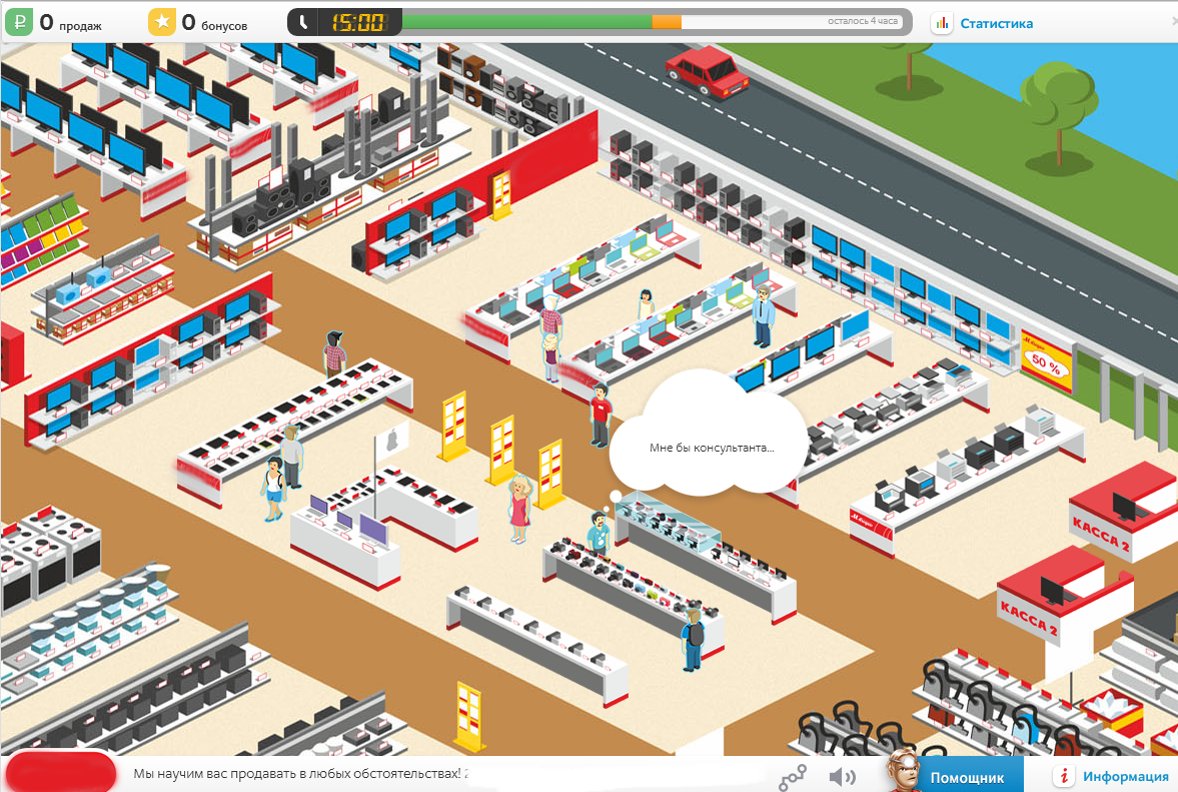 0 продаж
0 бонусов
15:00
осталось 4 часа
Статистика
50 %
Мне бы консультанта...
КАССА 2
КАССА 2
Мы научим вас продавать в любых обстоятельствах!
Помощник
Информация